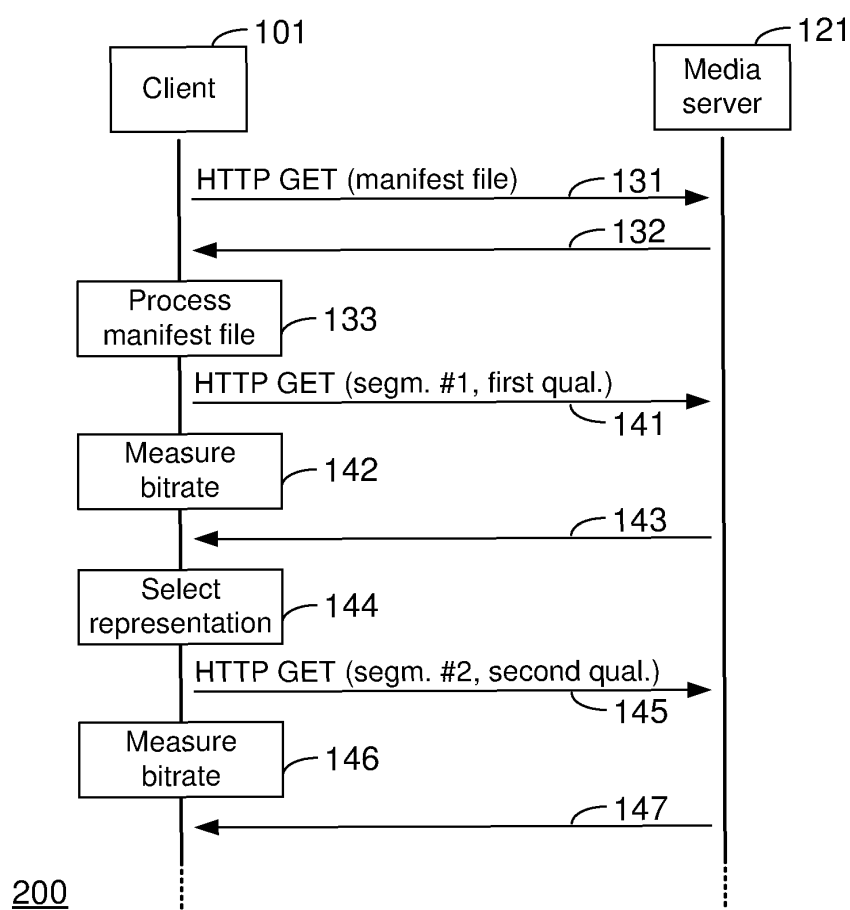 101
121
Client
Media
server
HTTP GET (manifest file)
131
132
Process
manifest file
133
HTTP GET (segm. #1, first qual.)
141
Measure
bitrate
142
143
Select
representation
144
HTTP GET (segm. #2, second qual.)
145
Measure
bitrate
146
147
200